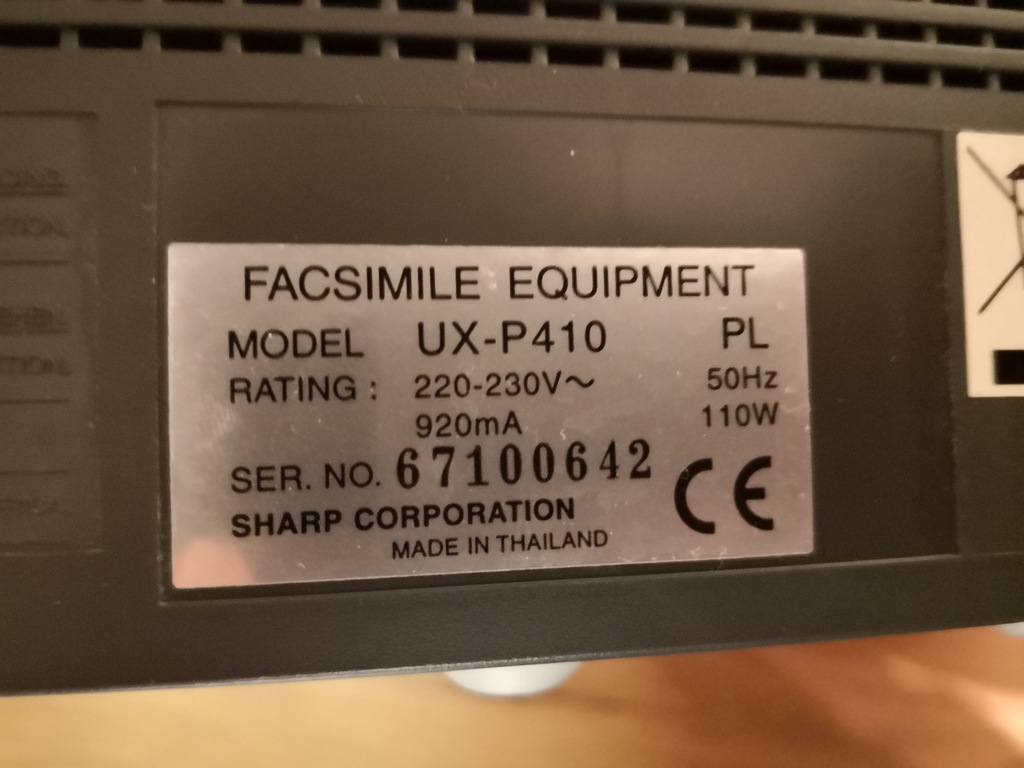 FACSIMILE EQUIPMENT
MODEL UX-P410 PL
RATING : 220-230V~ 50Hz
920mA 110W
SER. NO. 67100642
SHARP CORPORATION
MADE IN THAILAND
CE